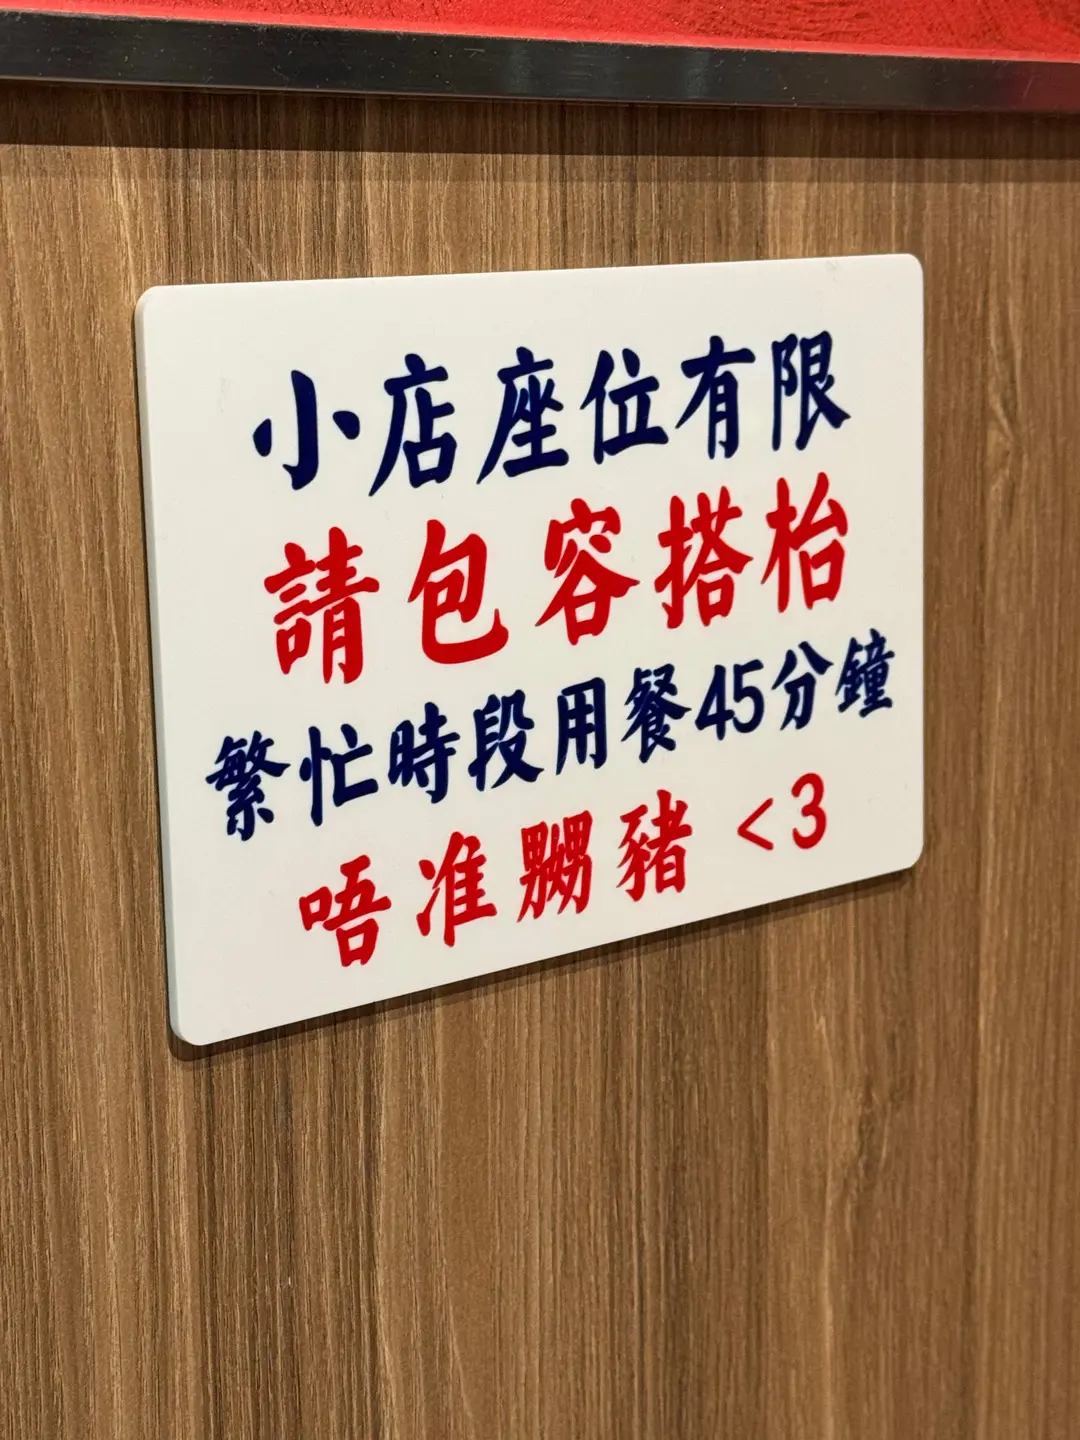 小店座位有限
請包容搭枱
繁忙時段用餐45分鐘
唔准嬲豬 <3